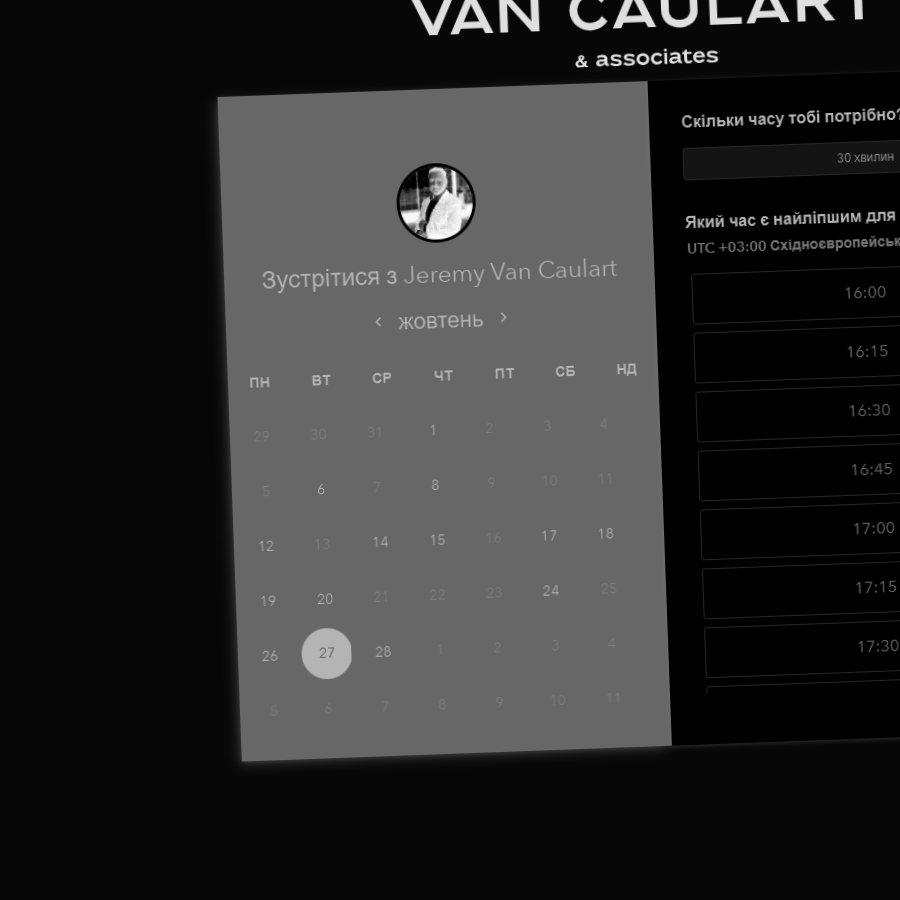 VAN CAULART
& associates
Зустрітися з Jeremy Van Caulart
жовтень
ПН ВТ СР ЧТ ПТ СБ НД
29 30 31 1 2 3 4
5 6 7 8 9 10 11
12 13 14 15 16 17 18
19 20 21 22 23 24 25
26 27 28 1 2 3 4
5 6 7 8 9 10 11
Скільки часу тобі потрібно?
30 хвилин
Який час є найліпшим для
UTC +03:00
16:00
16:15
16:30
16:45
17:00
17:15
17:30